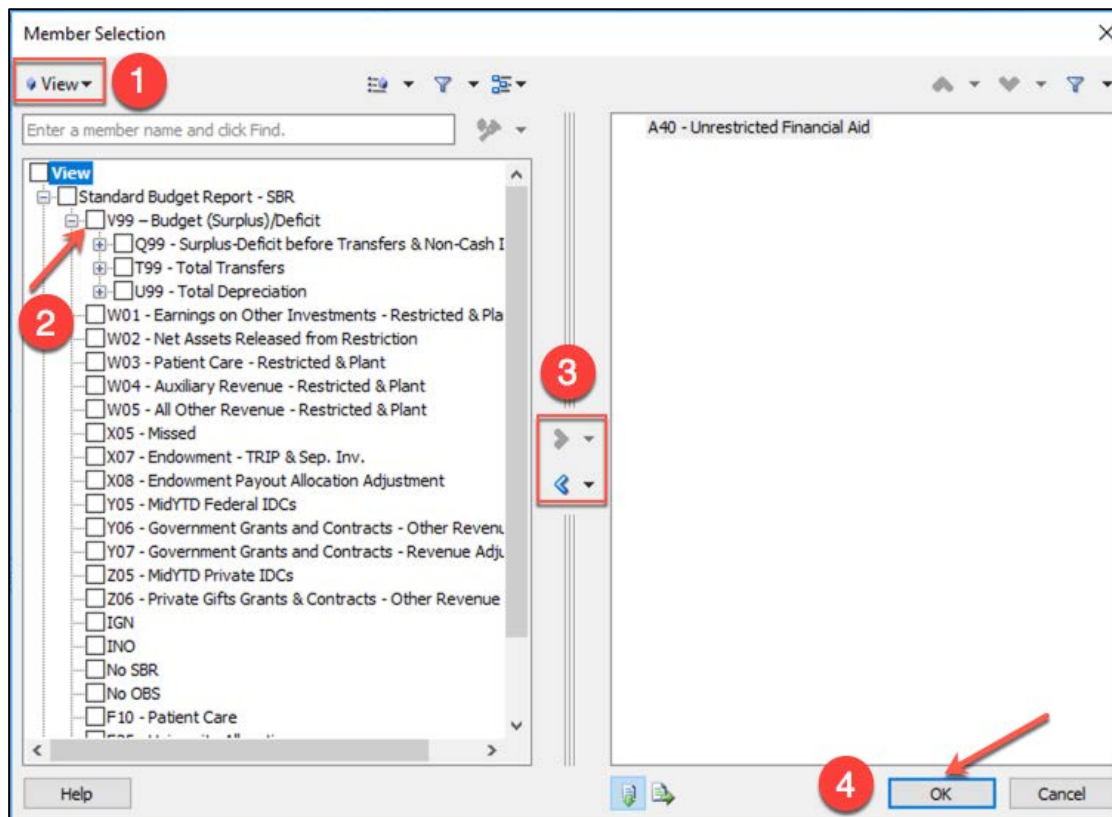 Member Selection
View
1
Enter a member name and click Find.
A40 - Unrestricted Financial Aid
View
Standard Budget Report - SBR
V99 – Budget (Surplus)/Deficit
Q99 - Surplus-Deficit before Transfers & Non-Cash I
T99 - Total Transfers
U99 - Total Depreciation
2
W01 - Earnings on Other Investments - Restricted & Pla
W02 - Net Assets Released from Restriction
W03 - Patient Care - Restricted & Plant
3
W04 - Auxiliary Revenue - Restricted & Plant
W05 - All Other Revenue - Restricted & Plant
X05 - Missed
X07 - Endowment - TRIP & Sep. Inv.
X08 - Endowment Payout Allocation Adjustment
Y05 - MidYTD Federal IDCs
Y06 - Government Grants and Contracts - Other Revenu
Y07 - Government Grants and Contracts - Revenue Adju
Z05 - MidYTD Private IDCs
Z06 - Private Gifts Grants & Contracts - Other Revenue
IGN
INO
No SBR
No OBS
F10 - Patient Care
4
Help
OK
Cancel